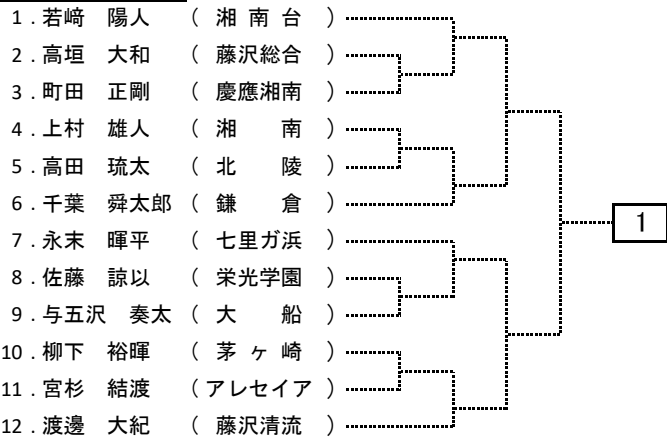 1．若﨑　陽人　（ 湘 南 台 ）
2．高垣　大和　（ 藤沢総合 ）
3．町田　正剛　（ 慶應湘南 ）
4．上村　雄人　（ 湘　　南 ）
5．高田　琉太　（ 北　　陵 ）
6．千葉　舜太郎（ 鎌　　倉 ）
7．永末　暉平　（ 七里ガ浜 ）
1
8．佐藤　諒以　（ 栄光学園 ）
9．与五沢　奏太（ 大　　船 ）
10．柳下　裕暉　（ 茅 ヶ 崎 ）
11．宮杉　結渡　（アレセイア）
12．渡邊　大紀　（ 藤沢清流 ）